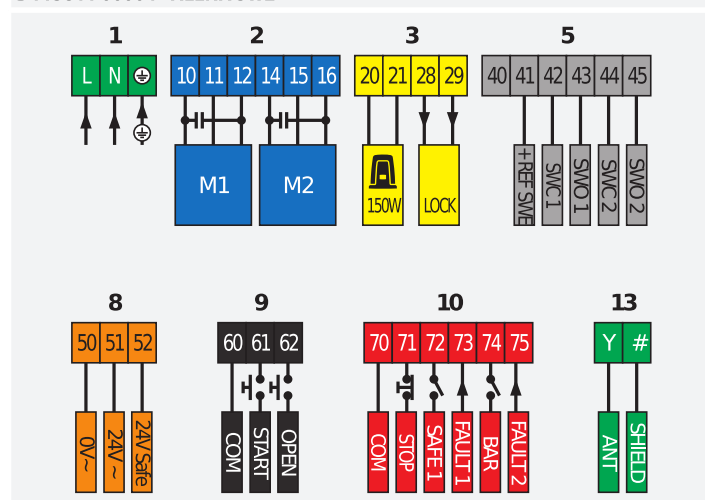 1 2 3 5
L N
10 11 12 14 15 16
20 21 28 29
40 41 42 43 44 45
M1 M2
150W LOCK
+REF SWE
SWC 1
SWO 1
SWC 2
SWO 2
8 9 10 13
50 51 52
60 61 62
70 71 72 73 74 75
Y #
0V~
24V~
24V Safe
COM
START
OPEN
COM
STOP
SAFE 1
FAULT 1
BAR
FAULT 2
ANT
SHIELD